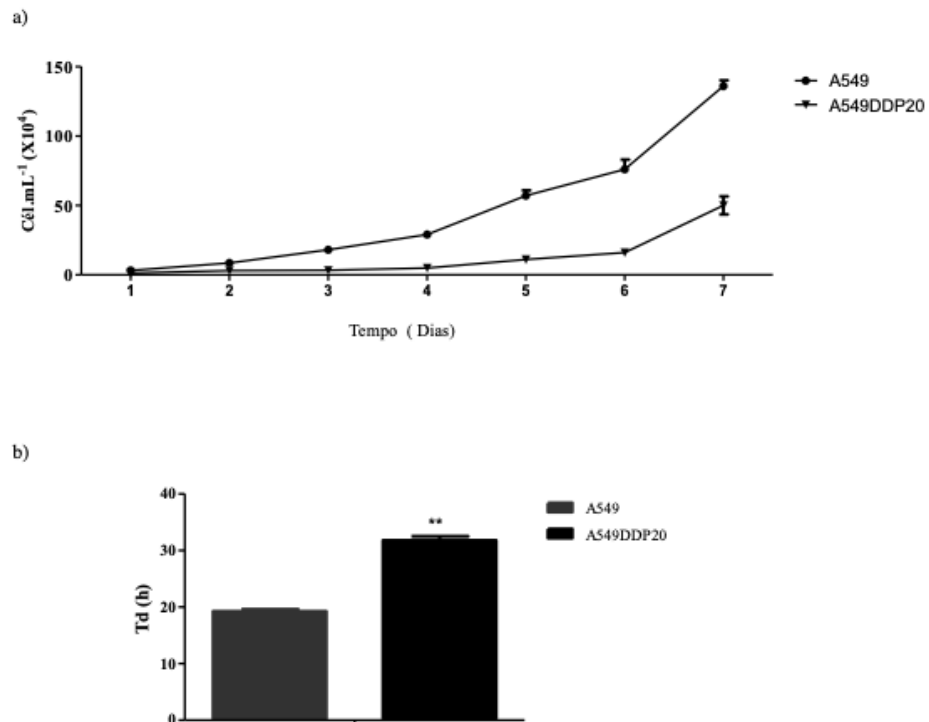 a)
150
100
50
0
Cél.mL⁻¹ (X10⁴)
1 2 3 4 5 6 7
Tempo ( Dias)
A549
A549DDP20
b)
40
30
20
10
0
Td (h)
**
A549
A549DDP20